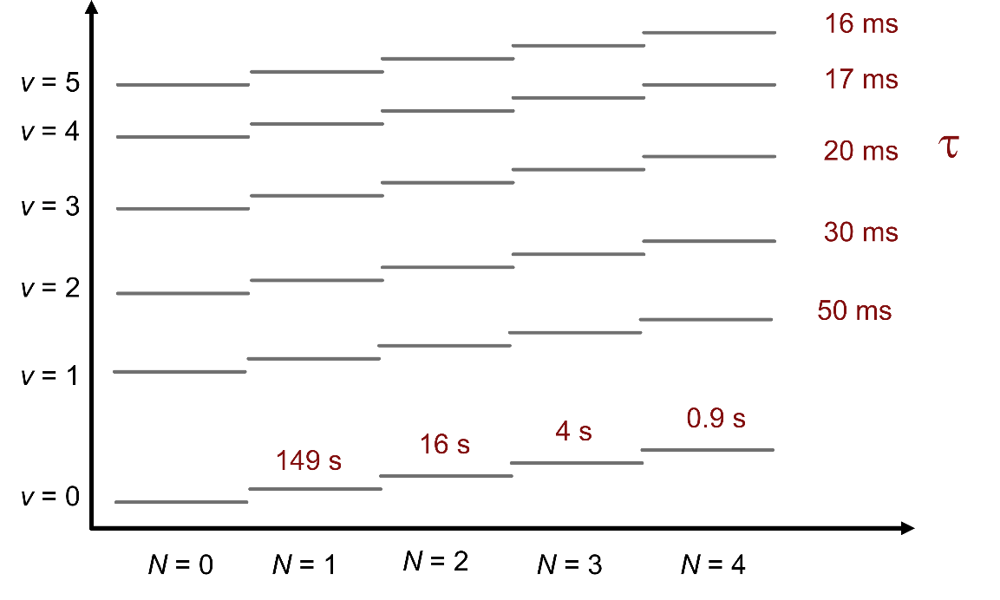 16 ms
v = 5
17 ms
v = 4
20 ms
τ
v = 3
30 ms
v = 2
50 ms
v = 1
0.9 s
4 s
16 s
149 s
v = 0
N = 0 N = 1 N = 2 N = 3 N = 4